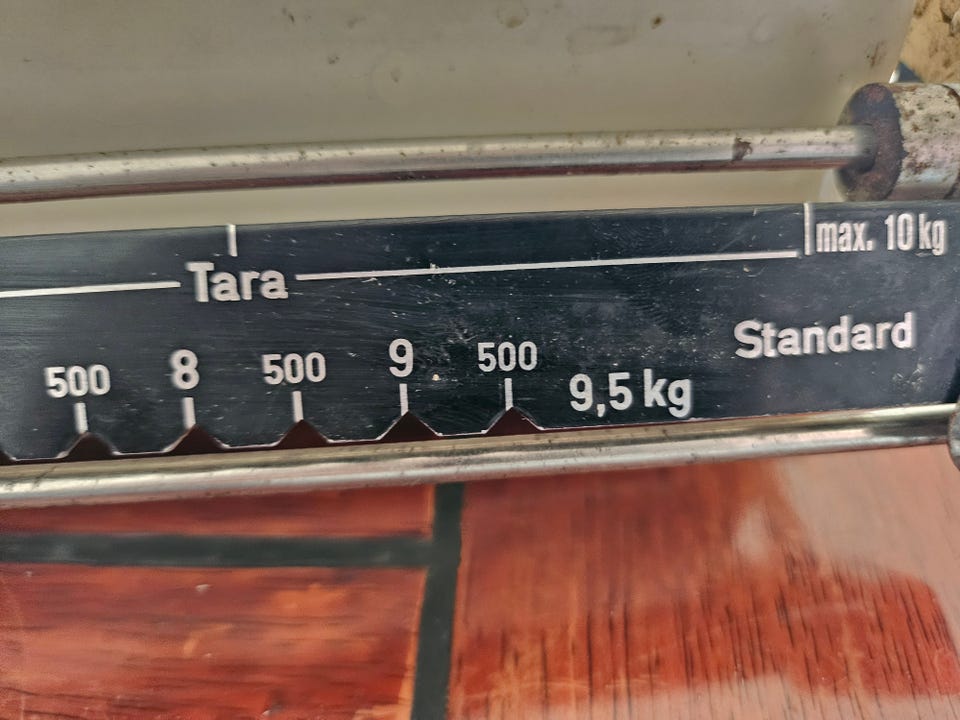 max. 10 kg
Tara
Standard
500 8 500 9 500 9,5 kg